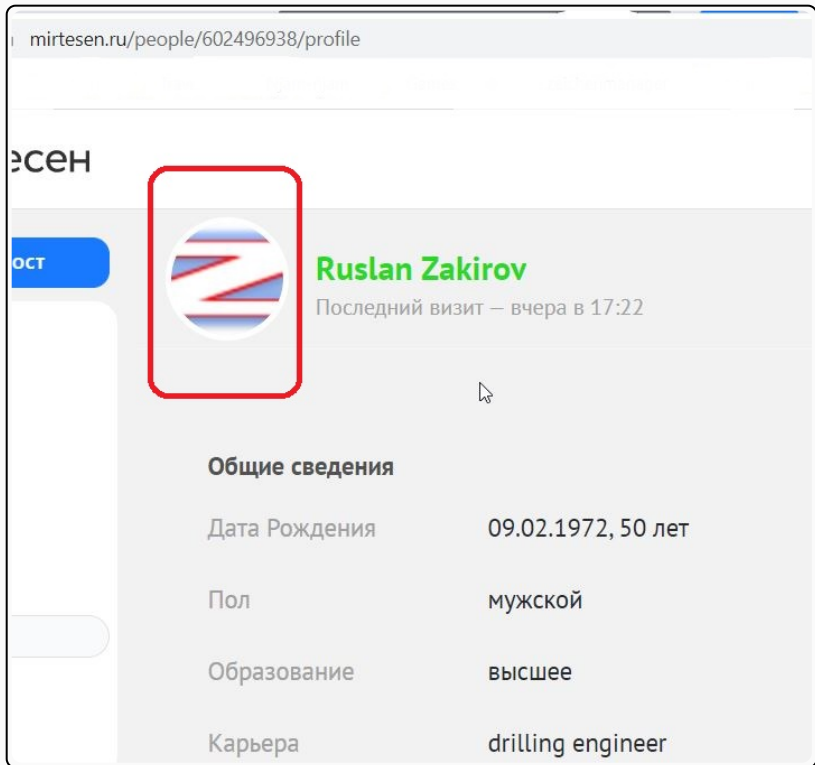 mirtesen.ru/people/602496938/profile
есен
ост
Ruslan Zakirov
Последний визит — вчера в 17:22
Общие сведения
Дата Рождения 09.02.1972, 50 лет
Пол мужской
Образование высшее
Карьера drilling engineer